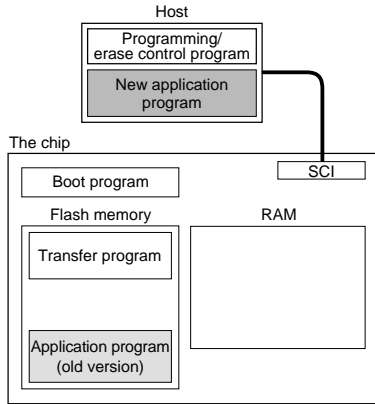 Host
Programming/
erase control program
New application
program
The chip
SCI
Boot program
Flash memory
RAM
Transfer program
Application program
(old version)